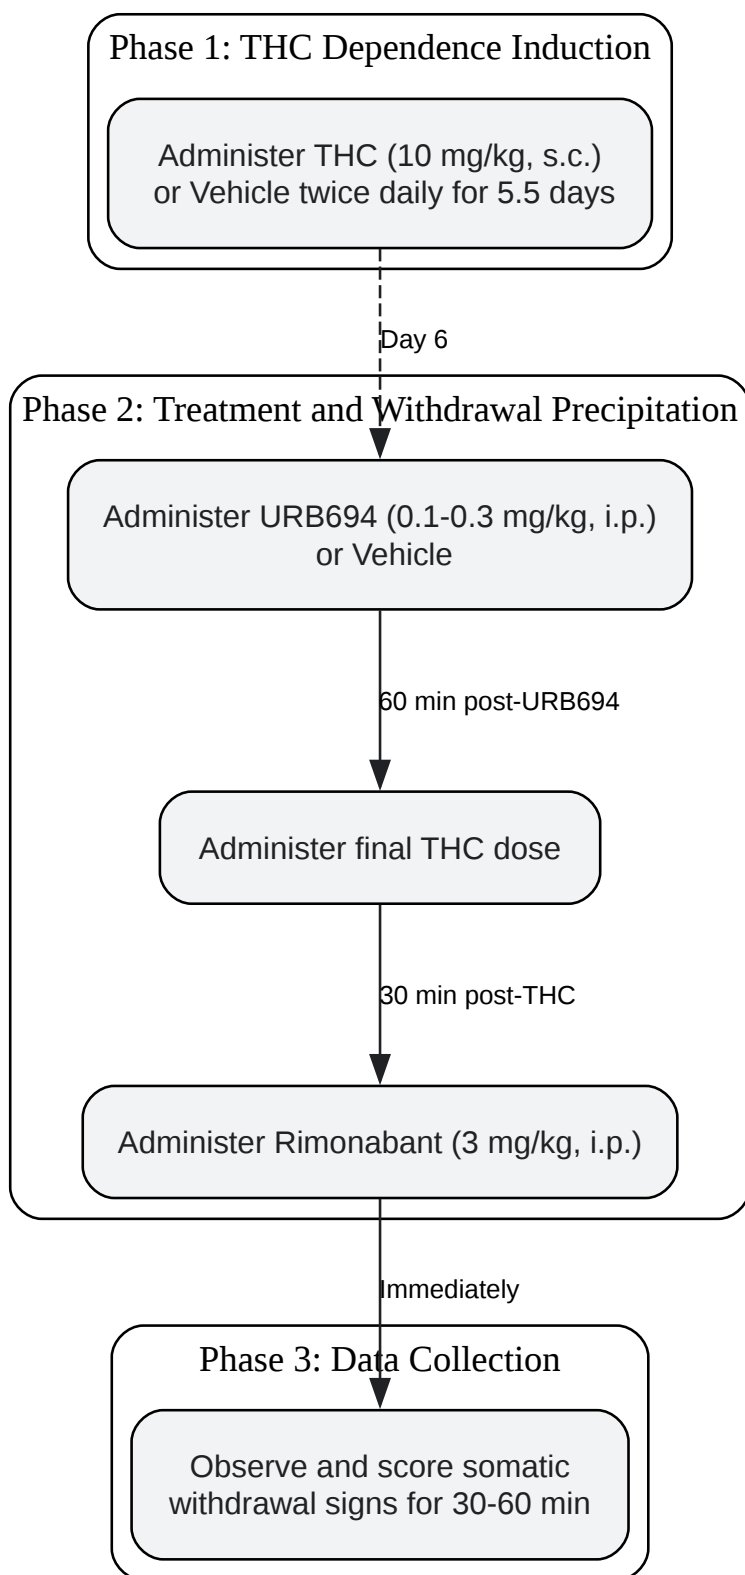 Phase 1: THC Dependence Induction
Administer THC (10 mg/kg, s.c.)
or Vehicle twice daily for 5.5 days
Day 6
Phase 2: Treatment and Withdrawal Precipitation
Administer URB694 (0.1-0.3 mg/kg, i.p.)
or Vehicle
60 min post-URB694
Administer final THC dose
30 min post-THC
Administer Rimonabant (3 mg/kg, i.p.)
Immediately
Phase 3: Data Collection
Observe and score somatic
withdrawal signs for 30-60 min